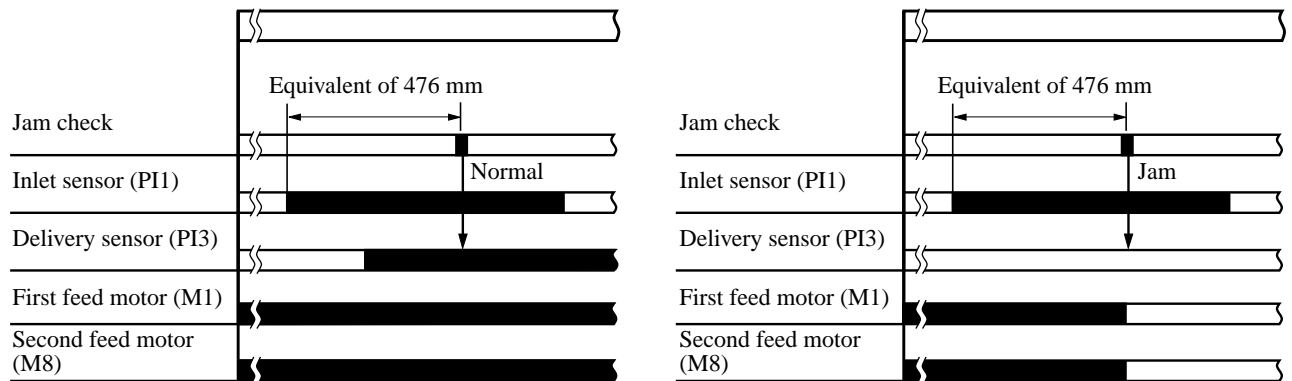 Equivalent of 476 mm
Jam check
Normal
Inlet sensor (PI1)
Delivery sensor (PI3)
First feed motor (M1)
Second feed motor
(M8)
Equivalent of 476 mm
Jam check
Jam
Inlet sensor (PI1)
Delivery sensor (PI3)
First feed motor (M1)
Second feed motor
(M8)